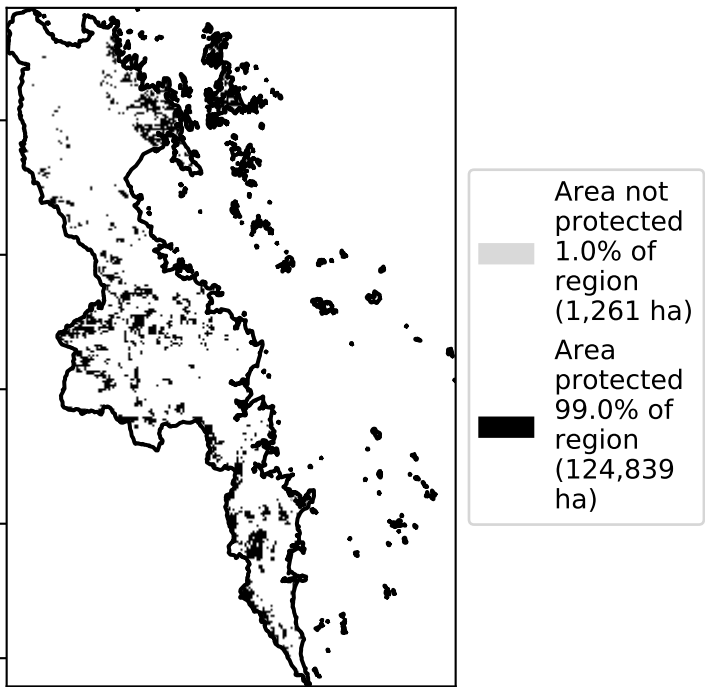 Area not
protected
1.0% of
region
(1,261 ha)
Area
protected
99.0% of
region
(124,839
ha)